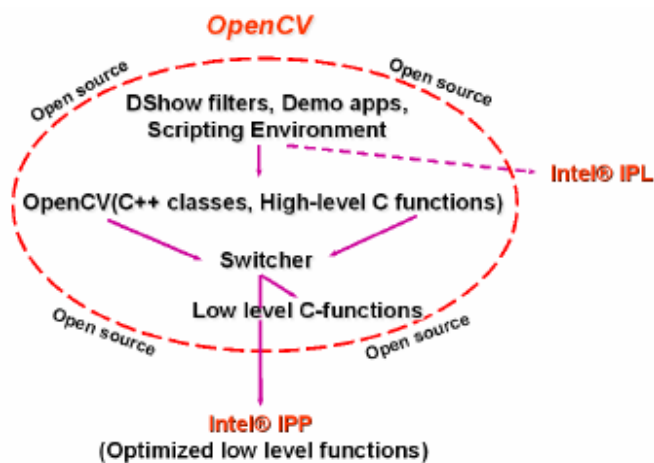 OpenCV
Open source
Open source
DShow filters, Demo apps,
Scripting Environment
Intel® IPL
OpenCV(C++ classes, High-level C functions)
Switcher
Low level C-functions
Open source
Open source
Intel® IPP
(Optimized low level functions)